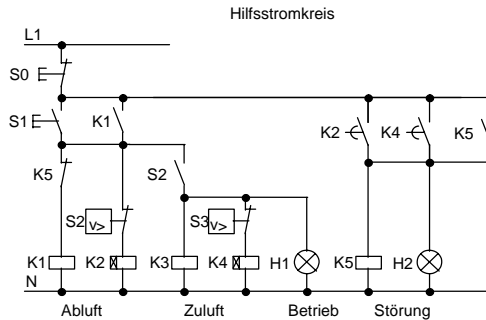 Hilfsstromkreis
L1
S0
S1 K1 K2 K4 K5
K5 S2
S2 v> S3 v>
K1 K2 K3 K4 H1 K5 H2
N
Abluft Zuluft Betrieb Störung